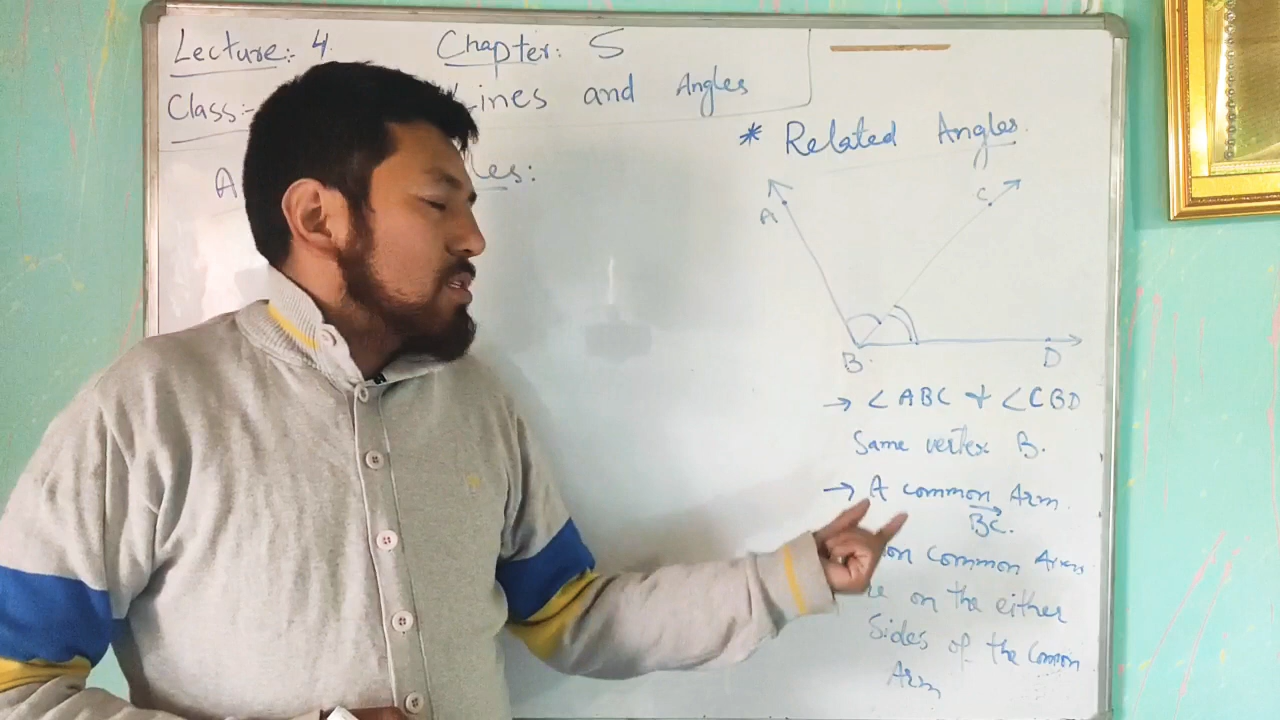 Lecture:- 4 Chapter: 5
Class:- Lines and Angles
A les:
* Related Angles.
A C
B D
→ ∠ABC & ∠CBD
Same vertex B.
→ A common Arm.
BC.
on common Arms
re on the either
Sides of the Common
Arm